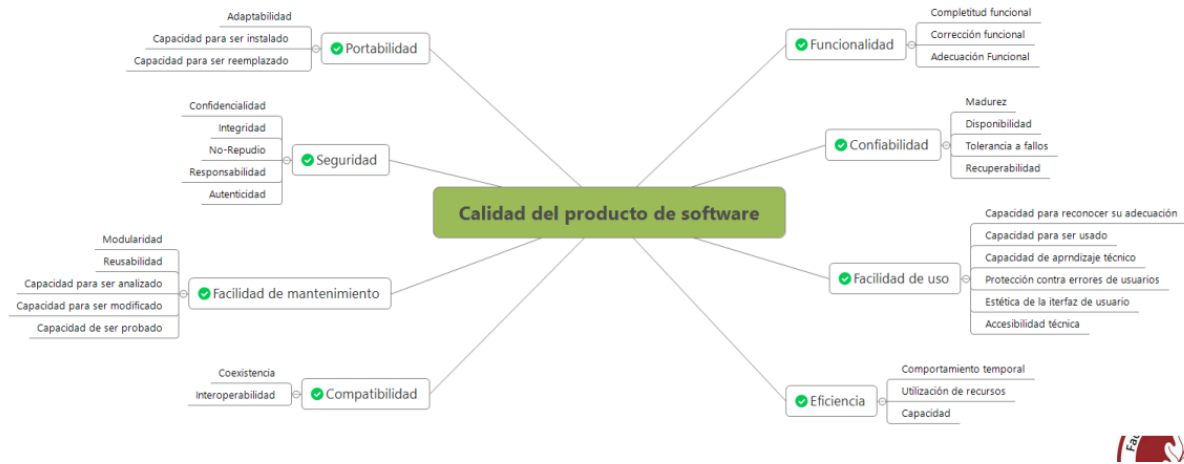 Calidad del producto de software
Portabilidad
Adaptabilidad
Capacidad para ser instalado
Capacidad para ser reemplazado
Seguridad
Confidencialidad
Integridad
No-Repudio
Responsabilidad
Autenticidad
Facilidad de mantenimiento
Modularidad
Reusabilidad
Capacidad para ser analizado
Capacidad para ser modificado
Capacidad de ser probado
Compatibilidad
Coexistencia
Interoperabilidad
Funcionalidad
Completitud funcional
Corrección funcional
Adecuación Funcional
Confiabilidad
Madurez
Disponibilidad
Tolerancia a fallos
Recuperabilidad
Facilidad de uso
Capacidad para reconocer su adecuación
Capacidad para ser usado
Capacidad de aprndizaje técnico
Protección contra errores de usuarios
Estética de la iterfaz de usuario
Accesibilidad técnica
Eficiencia
Comportamiento temporal
Utilización de recursos
Capacidad